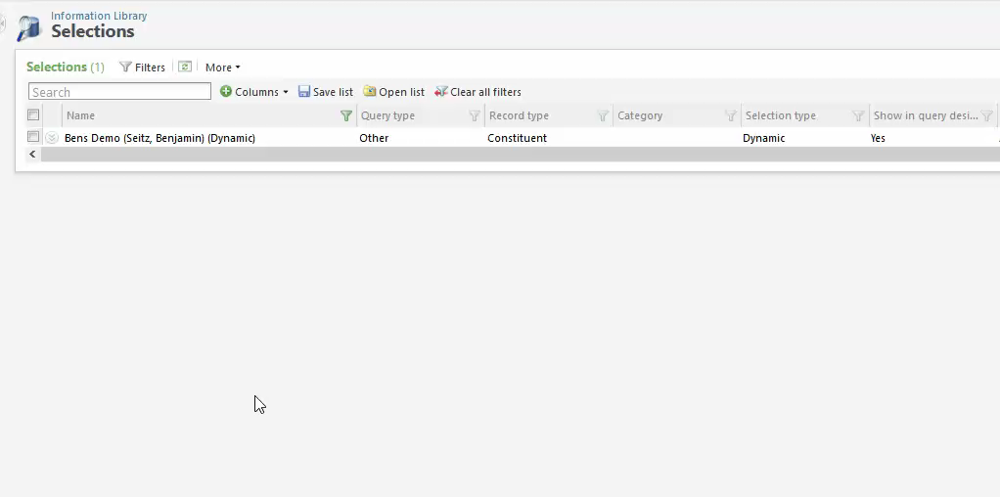 Information Library
Selections
Selections (1) Filters More
Search Columns Save list Open list Clear all filters
Name Query type Record type Category Selection type Show in query desi...
Bens Demo (Seitz, Benjamin) (Dynamic) Other Constituent Dynamic Yes